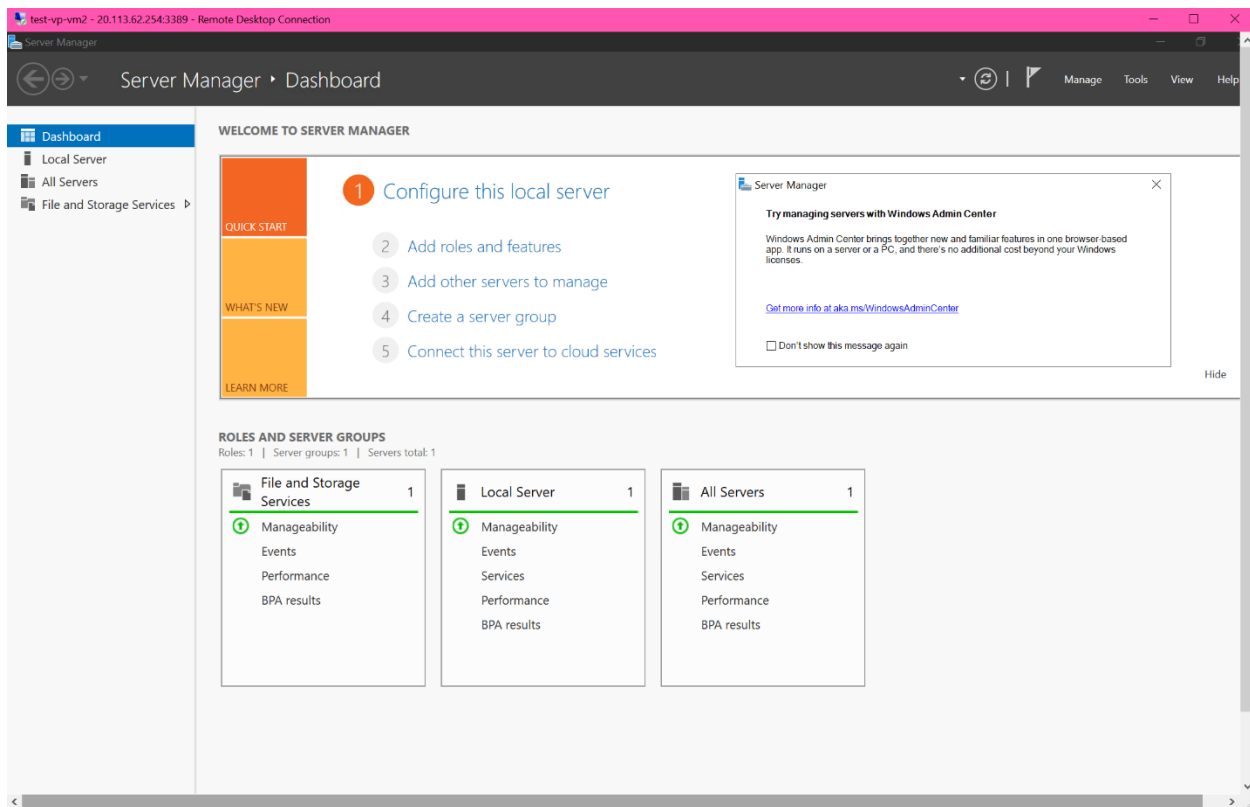 test-vp-vm2 - 20.113.62.254:3389 - Remote Desktop Connection
Server Manager
Server Manager • Dashboard
Manage
Tools
View
Help
Dashboard
Local Server
All Servers
File and Storage Services
WELCOME TO SERVER MANAGER
QUICK START
WHAT'S NEW
LEARN MORE
1 Configure this local server
2 Add roles and features
3 Add other servers to manage
4 Create a server group
5 Connect this server to cloud services
Server Manager
Try managing servers with Windows Admin Center
Windows Admin Center brings together new and familiar features in one browser-based
app. It runs on a server or a PC, and there's no additional cost beyond your Windows
licenses.
Get more info at aka.ms/WindowsAdminCenter
Don't show this message again
Hide
ROLES AND SERVER GROUPS
Roles: 1 | Server groups: 1 | Servers total: 1
File and Storage
Services
1
Manageability
Events
Performance
BPA results
Local Server 1
Manageability
Events
Services
Performance
BPA results
All Servers 1
Manageability
Events
Services
Performance
BPA results